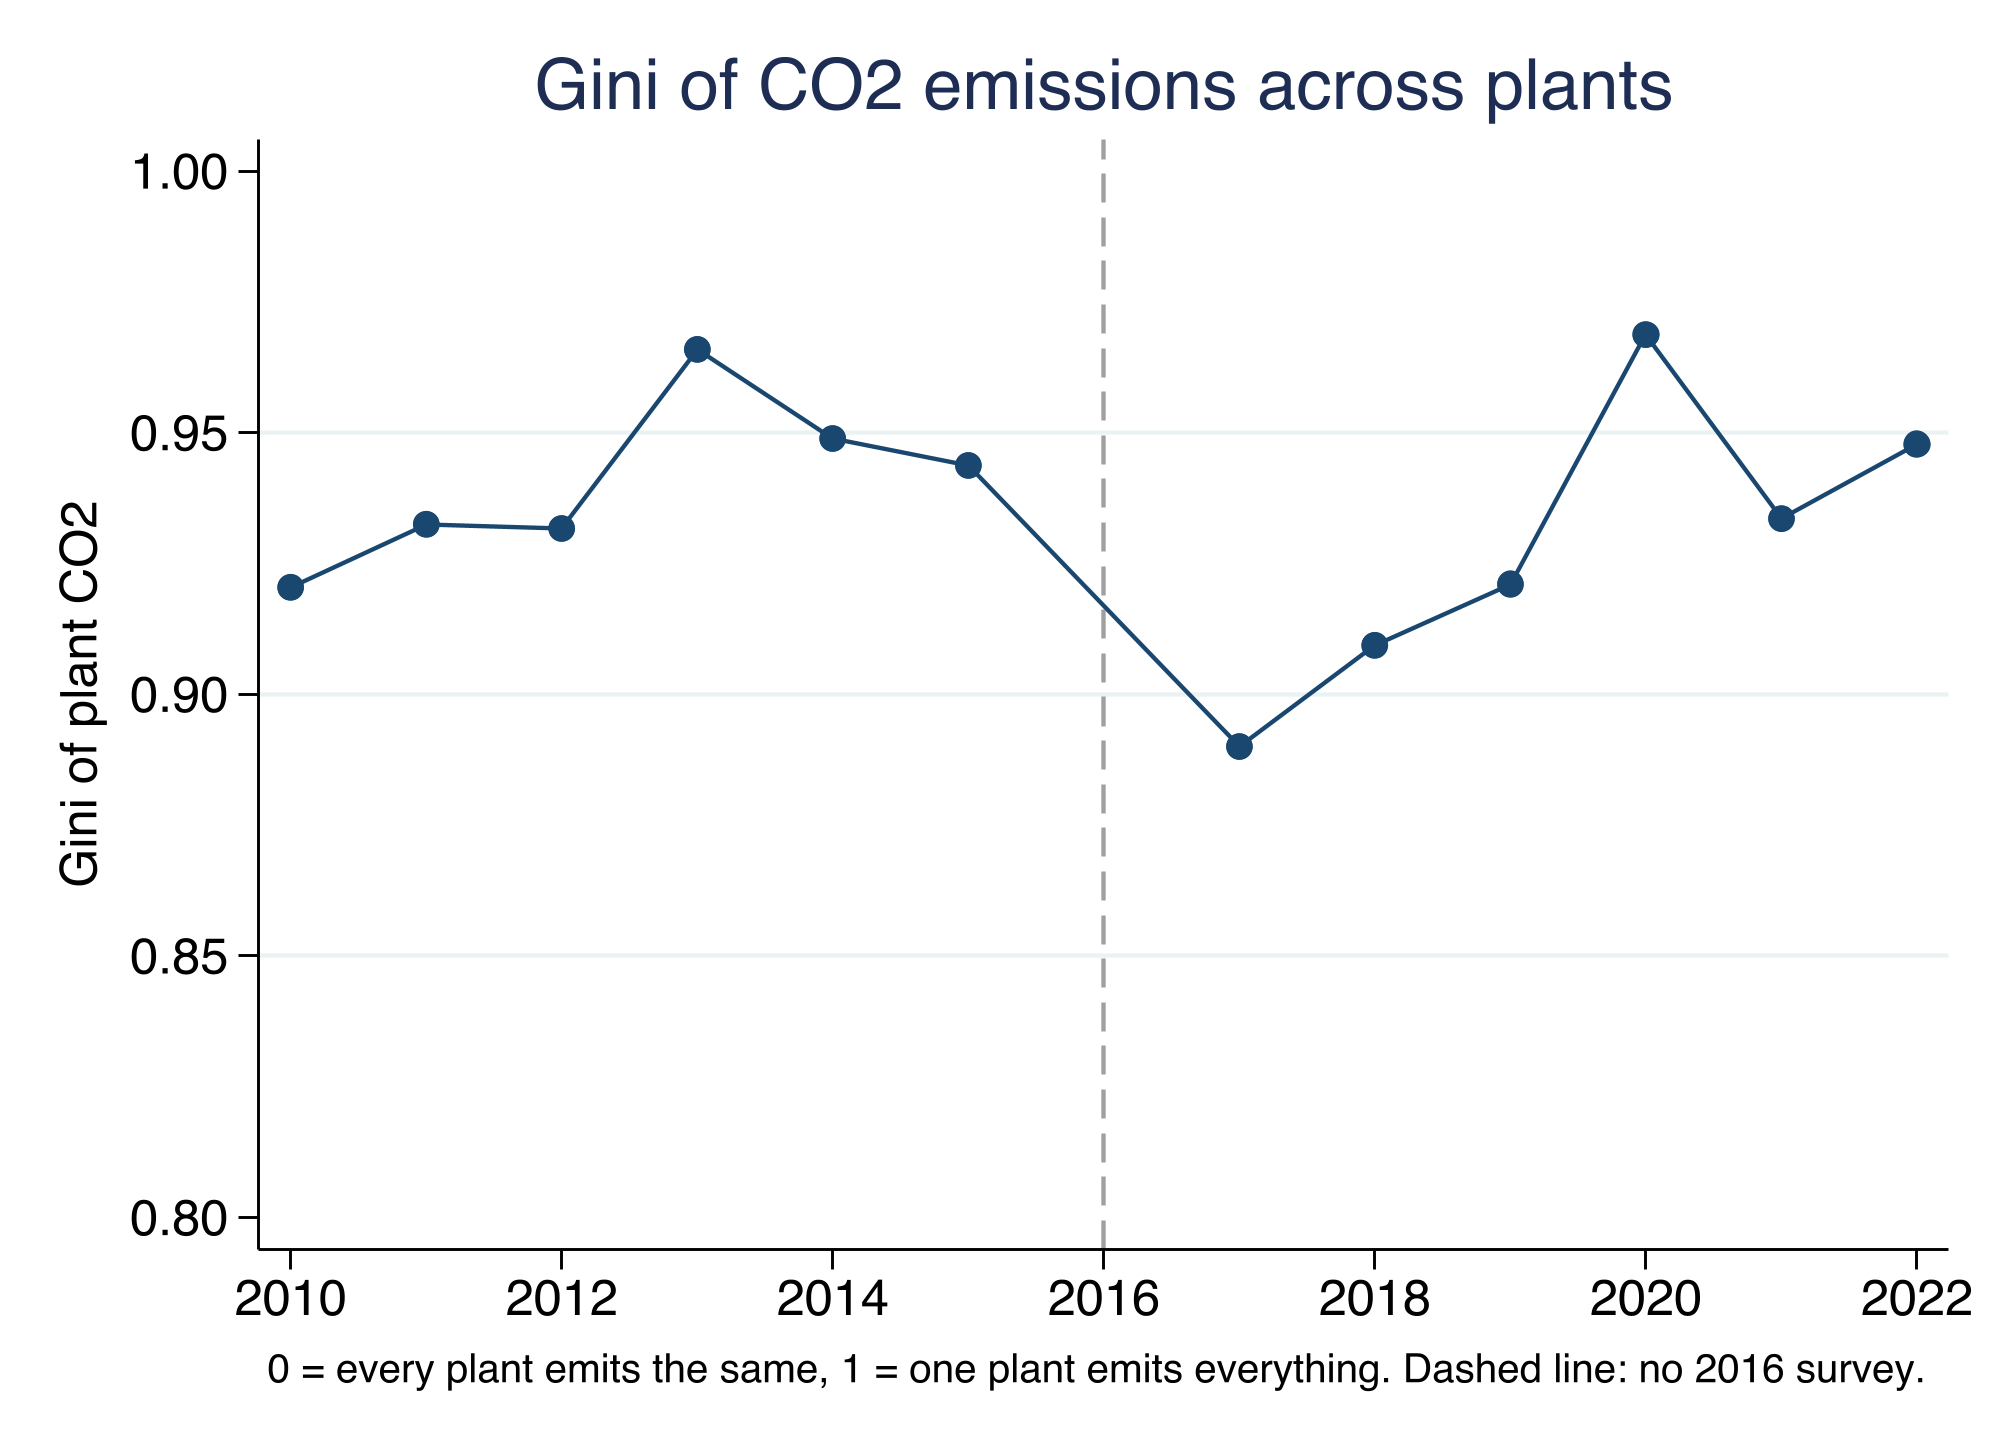 Gini of CO2 emissions across plants
Gini of plant CO2
1.00
0.95
0.90
0.85
0.80
2010 2012 2014 2016 2018 2020 2022
0 = every plant emits the same, 1 = one plant emits everything. Dashed line: no 2016 survey.